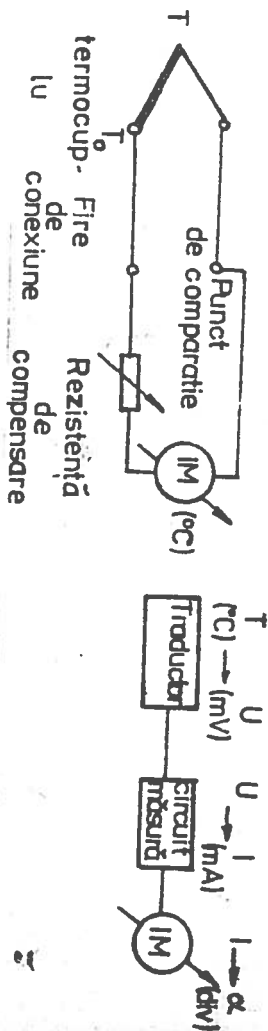 T
T₀
termocup-
lu
Fire
de
conexiune
Punct
de comparatie
Rezistență
de
compensare
IM
(°C)
T U
(°C) → (mV)
Traductor
U I
→ (mA)
circuit
măsură
I → α
(div)
IM